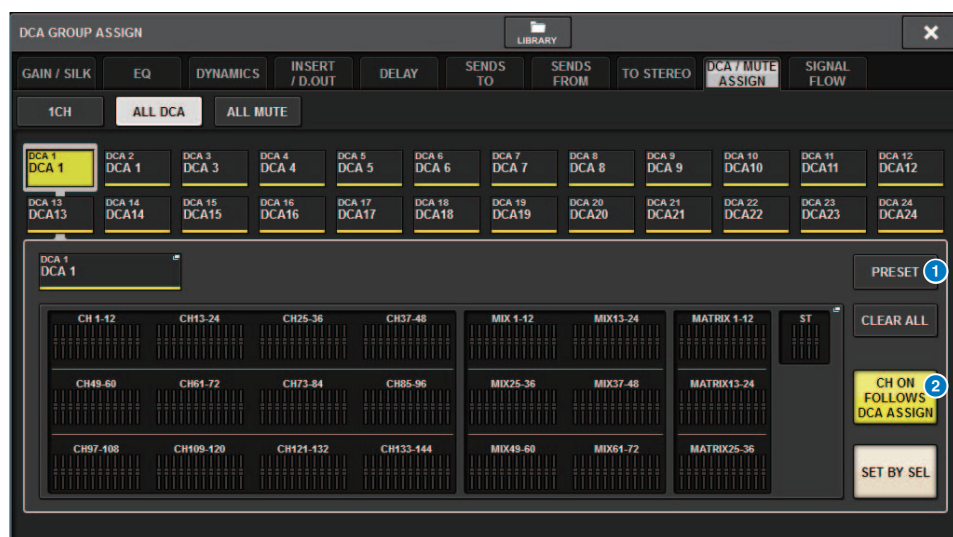 DCA GROUP ASSIGN
LIBRARY
×
GAIN / SILK
EQ
DYNAMICS
INSERT
/ D.OUT
DELAY
SENDS
TO
SENDS
FROM
TO STEREO
DCA / MUTE
ASSIGN
SIGNAL
FLOW
1CH
ALL DCA
ALL MUTE
DCA 1
DCA 1
DCA 2
DCA 1
DCA 3
DCA 3
DCA 4
DCA 4
DCA 5
DCA 5
DCA 6
DCA 6
DCA 7
DCA 7
DCA 8
DCA 8
DCA 9
DCA 9
DCA 10
DCA10
DCA 11
DCA11
DCA 12
DCA12
DCA 13
DCA13
DCA 14
DCA14
DCA 15
DCA15
DCA 16
DCA16
DCA 17
DCA17
DCA 18
DCA18
DCA 19
DCA19
DCA 20
DCA20
DCA 21
DCA21
DCA 22
DCA22
DCA 23
DCA23
DCA 24
DCA24
DCA 1
DCA 1
PRESET
1
CH 1-12
CH13-24
CH25-36
CH37-48
MIX 1-12
MIX13-24
MATRIX 1-12
ST
CLEAR ALL
CH49-60
CH61-72
CH73-84
CH85-96
MIX25-36
MIX37-48
MATRIX13-24
CH ON
FOLLOWS
DCA ASSIGN
2
CH97-108
CH109-120
CH121-132
CH133-144
MIX49-60
MIX61-72
MATRIX25-36
SET BY SEL